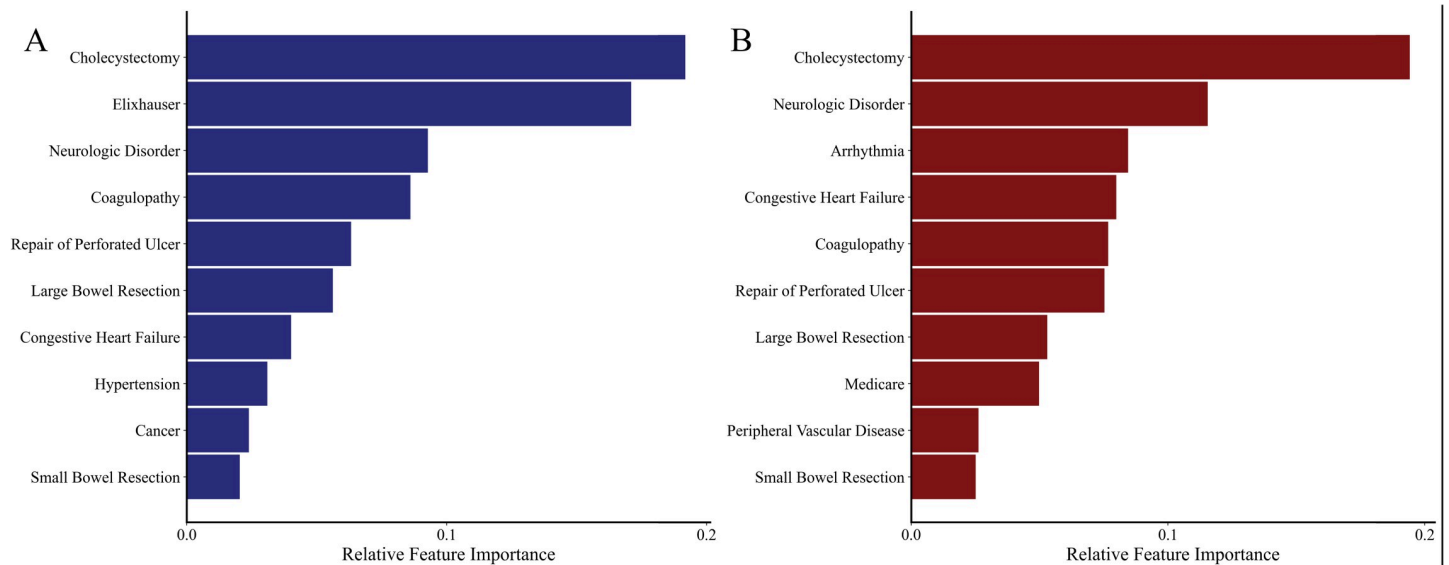 A
Cholecystectomy
Elixhauser
Neurologic Disorder
Coagulopathy
Repair of Perforated Ulcer
Large Bowel Resection
Congestive Heart Failure
Hypertension
Cancer
Small Bowel Resection
0.0 0.1 0.2
Relative Feature Importance
B
Cholecystectomy
Neurologic Disorder
Arrhythmia
Congestive Heart Failure
Coagulopathy
Repair of Perforated Ulcer
Large Bowel Resection
Medicare
Peripheral Vascular Disease
Small Bowel Resection
0.0 0.1 0.2
Relative Feature Importance